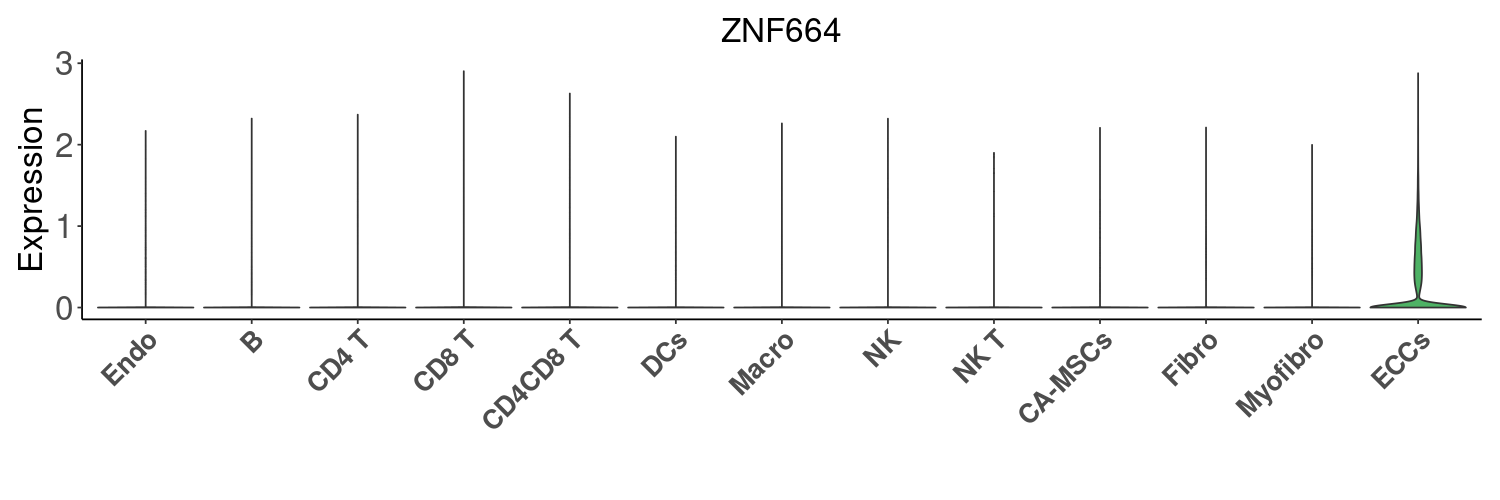 ZNF664
Expression
3
2
1
0
Endo
B
CD4 T
CD8 T
CD4CD8 T
DCs
Macro
NK
NK T
CA-MSCs
Fibro
Myofibro
ECCs